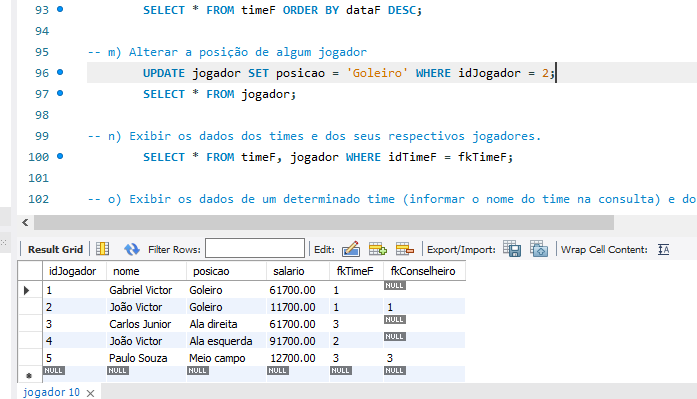 93 SELECT * FROM timeF ORDER BY dataF DESC;
94
95 -- m) Alterar a posição de algum jogador
96 UPDATE jogador SET posicao = 'Goleiro' WHERE idJogador = 2;
97 SELECT * FROM jogador;
98
99 -- n) Exibir os dados dos times e dos seus respectivos jogadores.
100 SELECT * FROM timeF, jogador WHERE idTimeF = fkTimeF;
101
102 -- o) Exibir os dados de um determinado time (informar o nome do time na consulta) e do
Result Grid Filter Rows: Edit: Export/Import: Wrap Cell Content: IA
idJogador nome posicao salario fkTimeF fkConselheiro
1 Gabriel Victor Goleiro 61700.00 1 NULL
2 João Victor Goleiro 11700.00 1 1
3 Carlos Junior Ala direita 61700.00 3 NULL
4 João Victor Ala esquerda 91700.00 2 NULL
5 Paulo Souza Meio campo 12700.00 3 3
NULL NULL NULL NULL NULL NULL
jogador 10